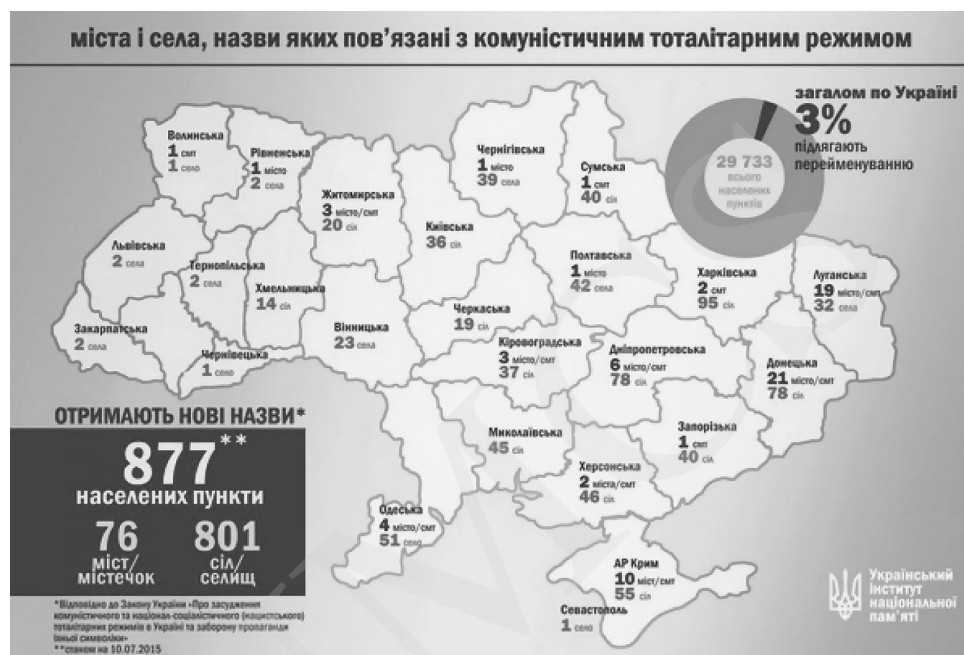 міста і села, назви яких пов'язані з комуністичним тоталітарним режимом
загалом по Україні
3%
підлягають
перейменуванню
29 733
всього
населених
пунктів
Волинська
1 смт
1 село
Рівненська
1 місто
2 села
Житомирська
3 місто/смт
20 сіл
Чернігівська
1 місто
39 села
Сумська
1 смт
40 сіл
Київська
36 сіл
Львівська
2 села
Тернопільська
2 села
Хмельницька
14 сіл
Полтавська
1 місто
42 села
Харківська
2 смт
95 сіл
Луганська
19 місто/смт
32 села
Закарпатська
2 села
Чернівецька
1 село
Вінницька
23 села
Черкаська
19 сіл
Кіровоградська
3 місто/смт
37 сіл
Дніпропетровська
6 місто/смт
78 сіл
Донецька
21 місто/смт
78 сіл
Миколаївська
45 сіл
Запорізька
1 смт
40 сіл
Херсонська
2 міста/смт
46 сіл
Одеська
4 місто/смт
51 село
АР Крим
10 міст/смт
55 сіл
Севастополь
1 село
ОТРИМАЮТЬ НОВІ НАЗВИ*
877**
населених пункти
76
міст/
містечок
801
сіл/
селищ
*Відповідно до Закону України «Про засудження
комуністичного та націонал-соціалістичного (нацистського)
тоталітарних режимів в Україні та заборону пропаганди
їхньої символіки»
**станом на 10.07.2015
Український
інститут
національної
пам'яті